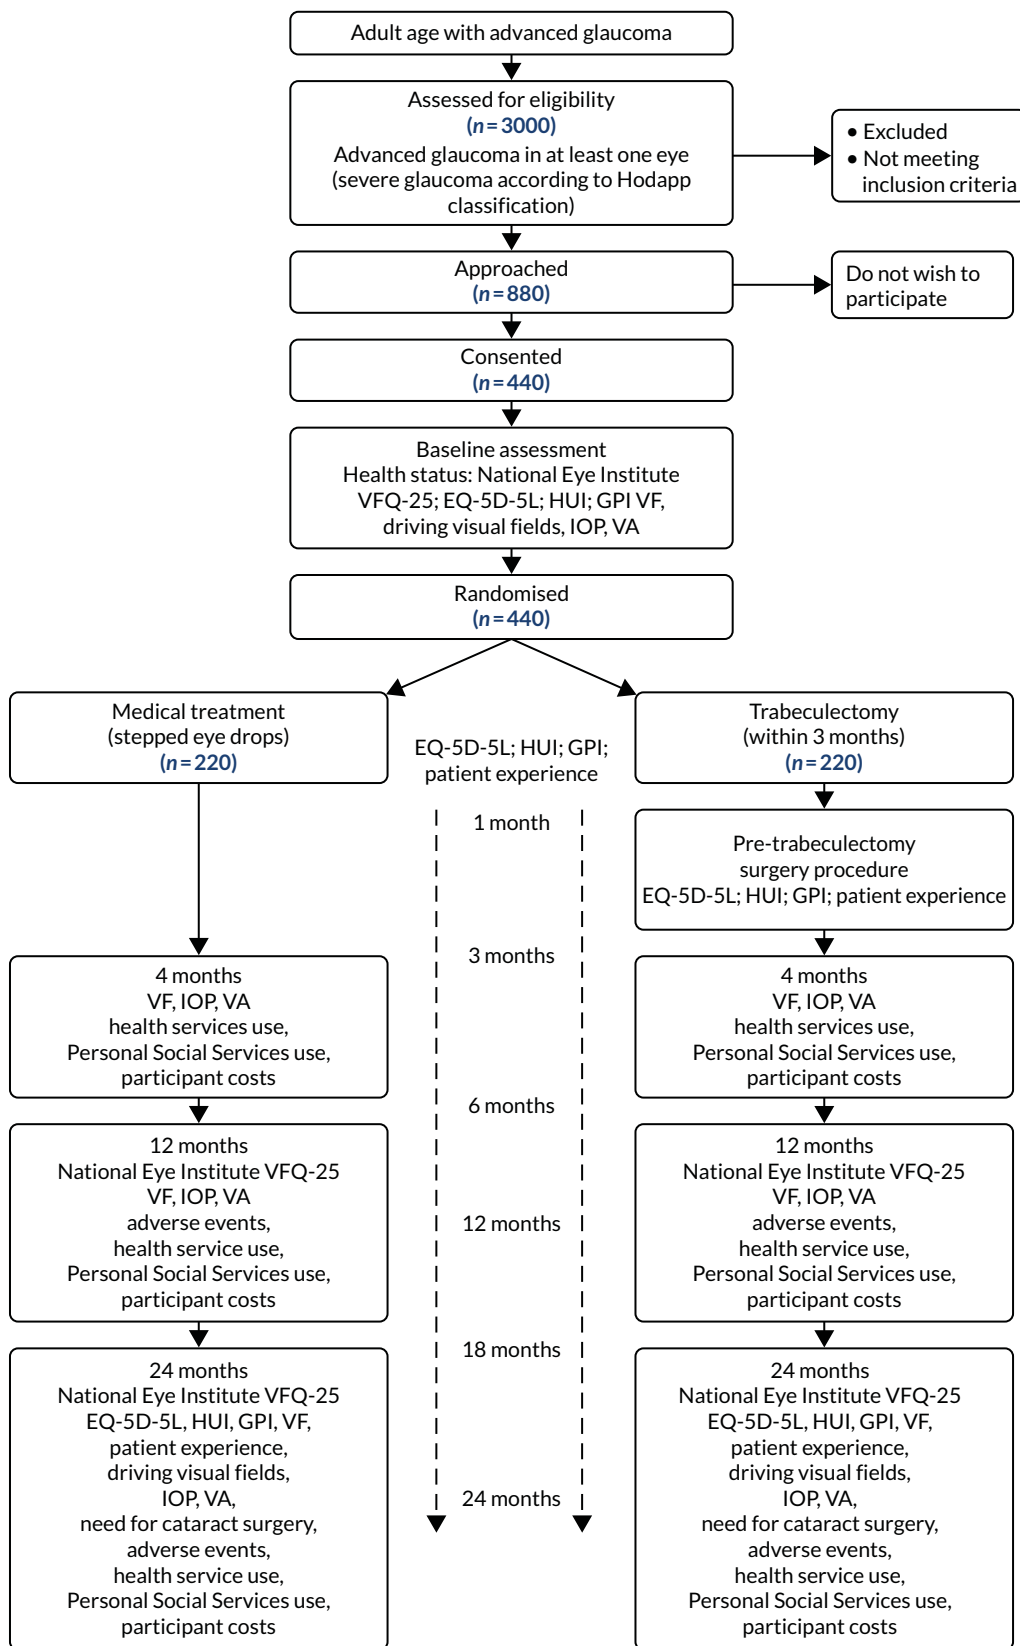 Adult age with advanced glaucoma
Assessed for eligibility
(n=3000)
Advanced glaucoma in at least one eye
(severe glaucoma according to Hodapp
classification)
• Excluded
• Not meeting
inclusion criteria
Approached
(n=880)
Do not wish to
participate
Consented
(n=440)
Baseline assessment
Health status: National Eye Institute
VFQ-25; EQ-5D-5L; HUI; GPI VF,
driving visual fields, IOP, VA
Randomised
(n=440)
Medical treatment
(stepped eye drops)
(n=220)
EQ-5D-5L; HUI; GPI;
patient experience
Trabeculectomy
(within 3 months)
(n=220)
1 month
Pre-trabeculectomy
surgery procedure
EQ-5D-5L; HUI; GPI; patient experience
3 months
4 months
VF, IOP, VA
health services use,
Personal Social Services use,
participant costs
4 months
VF, IOP, VA
health services use,
Personal Social Services use,
participant costs
6 months
12 months
National Eye Institute VFQ-25
VF, IOP, VA
adverse events,
health service use,
Personal Social Services use,
participant costs
12 months
12 months
National Eye Institute VFQ-25
VF, IOP, VA
adverse events,
health service use,
Personal Social Services use,
participant costs
18 months
24 months
National Eye Institute VFQ-25
EQ-5D-5L, HUI, GPI, VF,
patient experience,
driving visual fields,
IOP, VA,
need for cataract surgery,
adverse events,
health service use,
Personal Social Services use,
participant costs
24 months
24 months
National Eye Institute VFQ-25
EQ-5D-5L, HUI, GPI, VF,
patient experience,
driving visual fields,
IOP, VA,
need for cataract surgery,
adverse events,
health service use,
Personal Social Services use,
participant costs